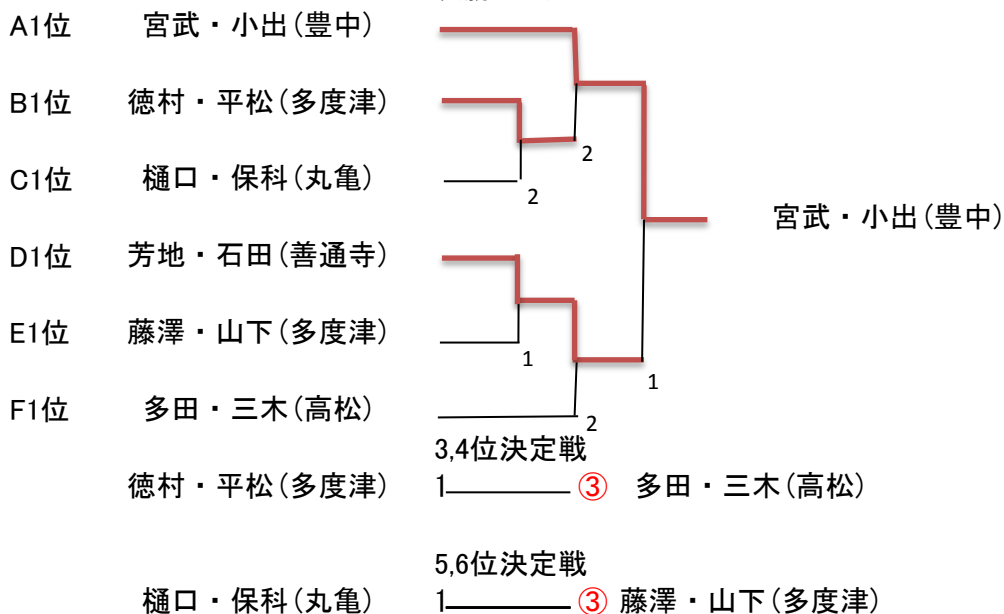 A1位 宮武・小出(豊中)
B1位 徳村・平松(多度津)
2
C1位 樋口・保科(丸亀)
2
宮武・小出(豊中)
D1位 芳地・石田(善通寺)
E1位 藤澤・山下(多度津)
1
1
F1位 多田・三木(高松)
2
3,4位決定戦
徳村・平松(多度津) 1 ③ 多田・三木(高松)
5,6位決定戦
樋口・保科(丸亀) 1 ③ 藤澤・山下(多度津)